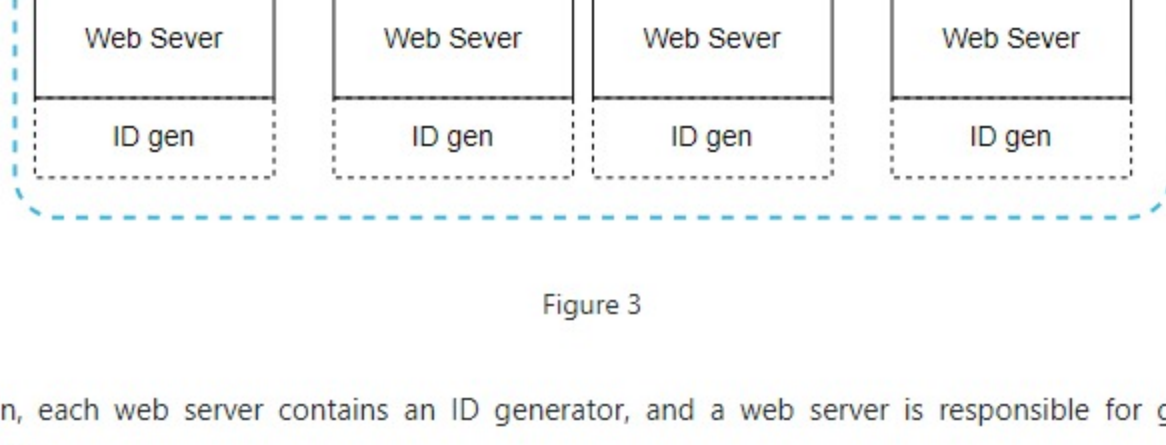 Web Sever Web Sever Web Sever Web Sever
ID gen ID gen ID gen ID gen
Figure 3
each web server contains an ID generator, and a web server is responsible for